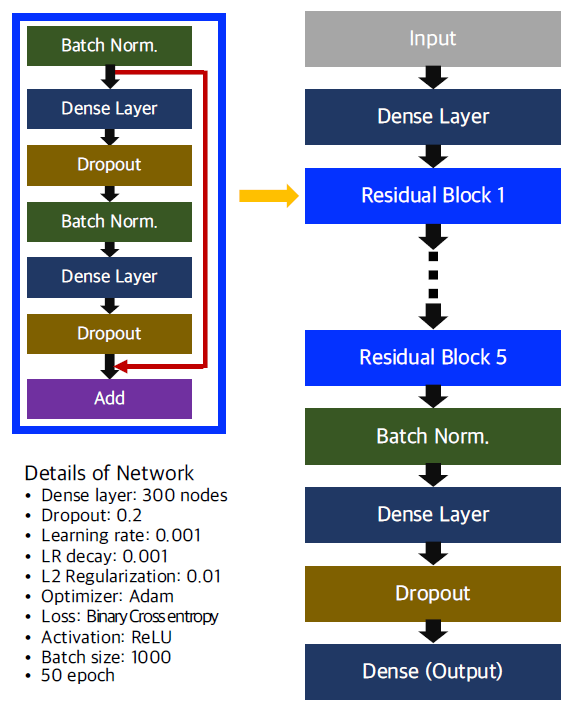 Batch Norm.
Dense Layer
Dropout
Batch Norm.
Dense Layer
Dropout
Add
Details of Network
• Dense layer: 300 nodes
• Dropout: 0.2
• Learning rate: 0.001
• LR decay: 0.001
• L2 Regularization: 0.01
• Optimizer: Adam
• Loss: Binary Cross entropy
• Activation: ReLU
• Batch size: 1000
• 50 epoch
Input
Dense Layer
Residual Block 1
Residual Block 5
Batch Norm.
Dense Layer
Dropout
Dense (Output)